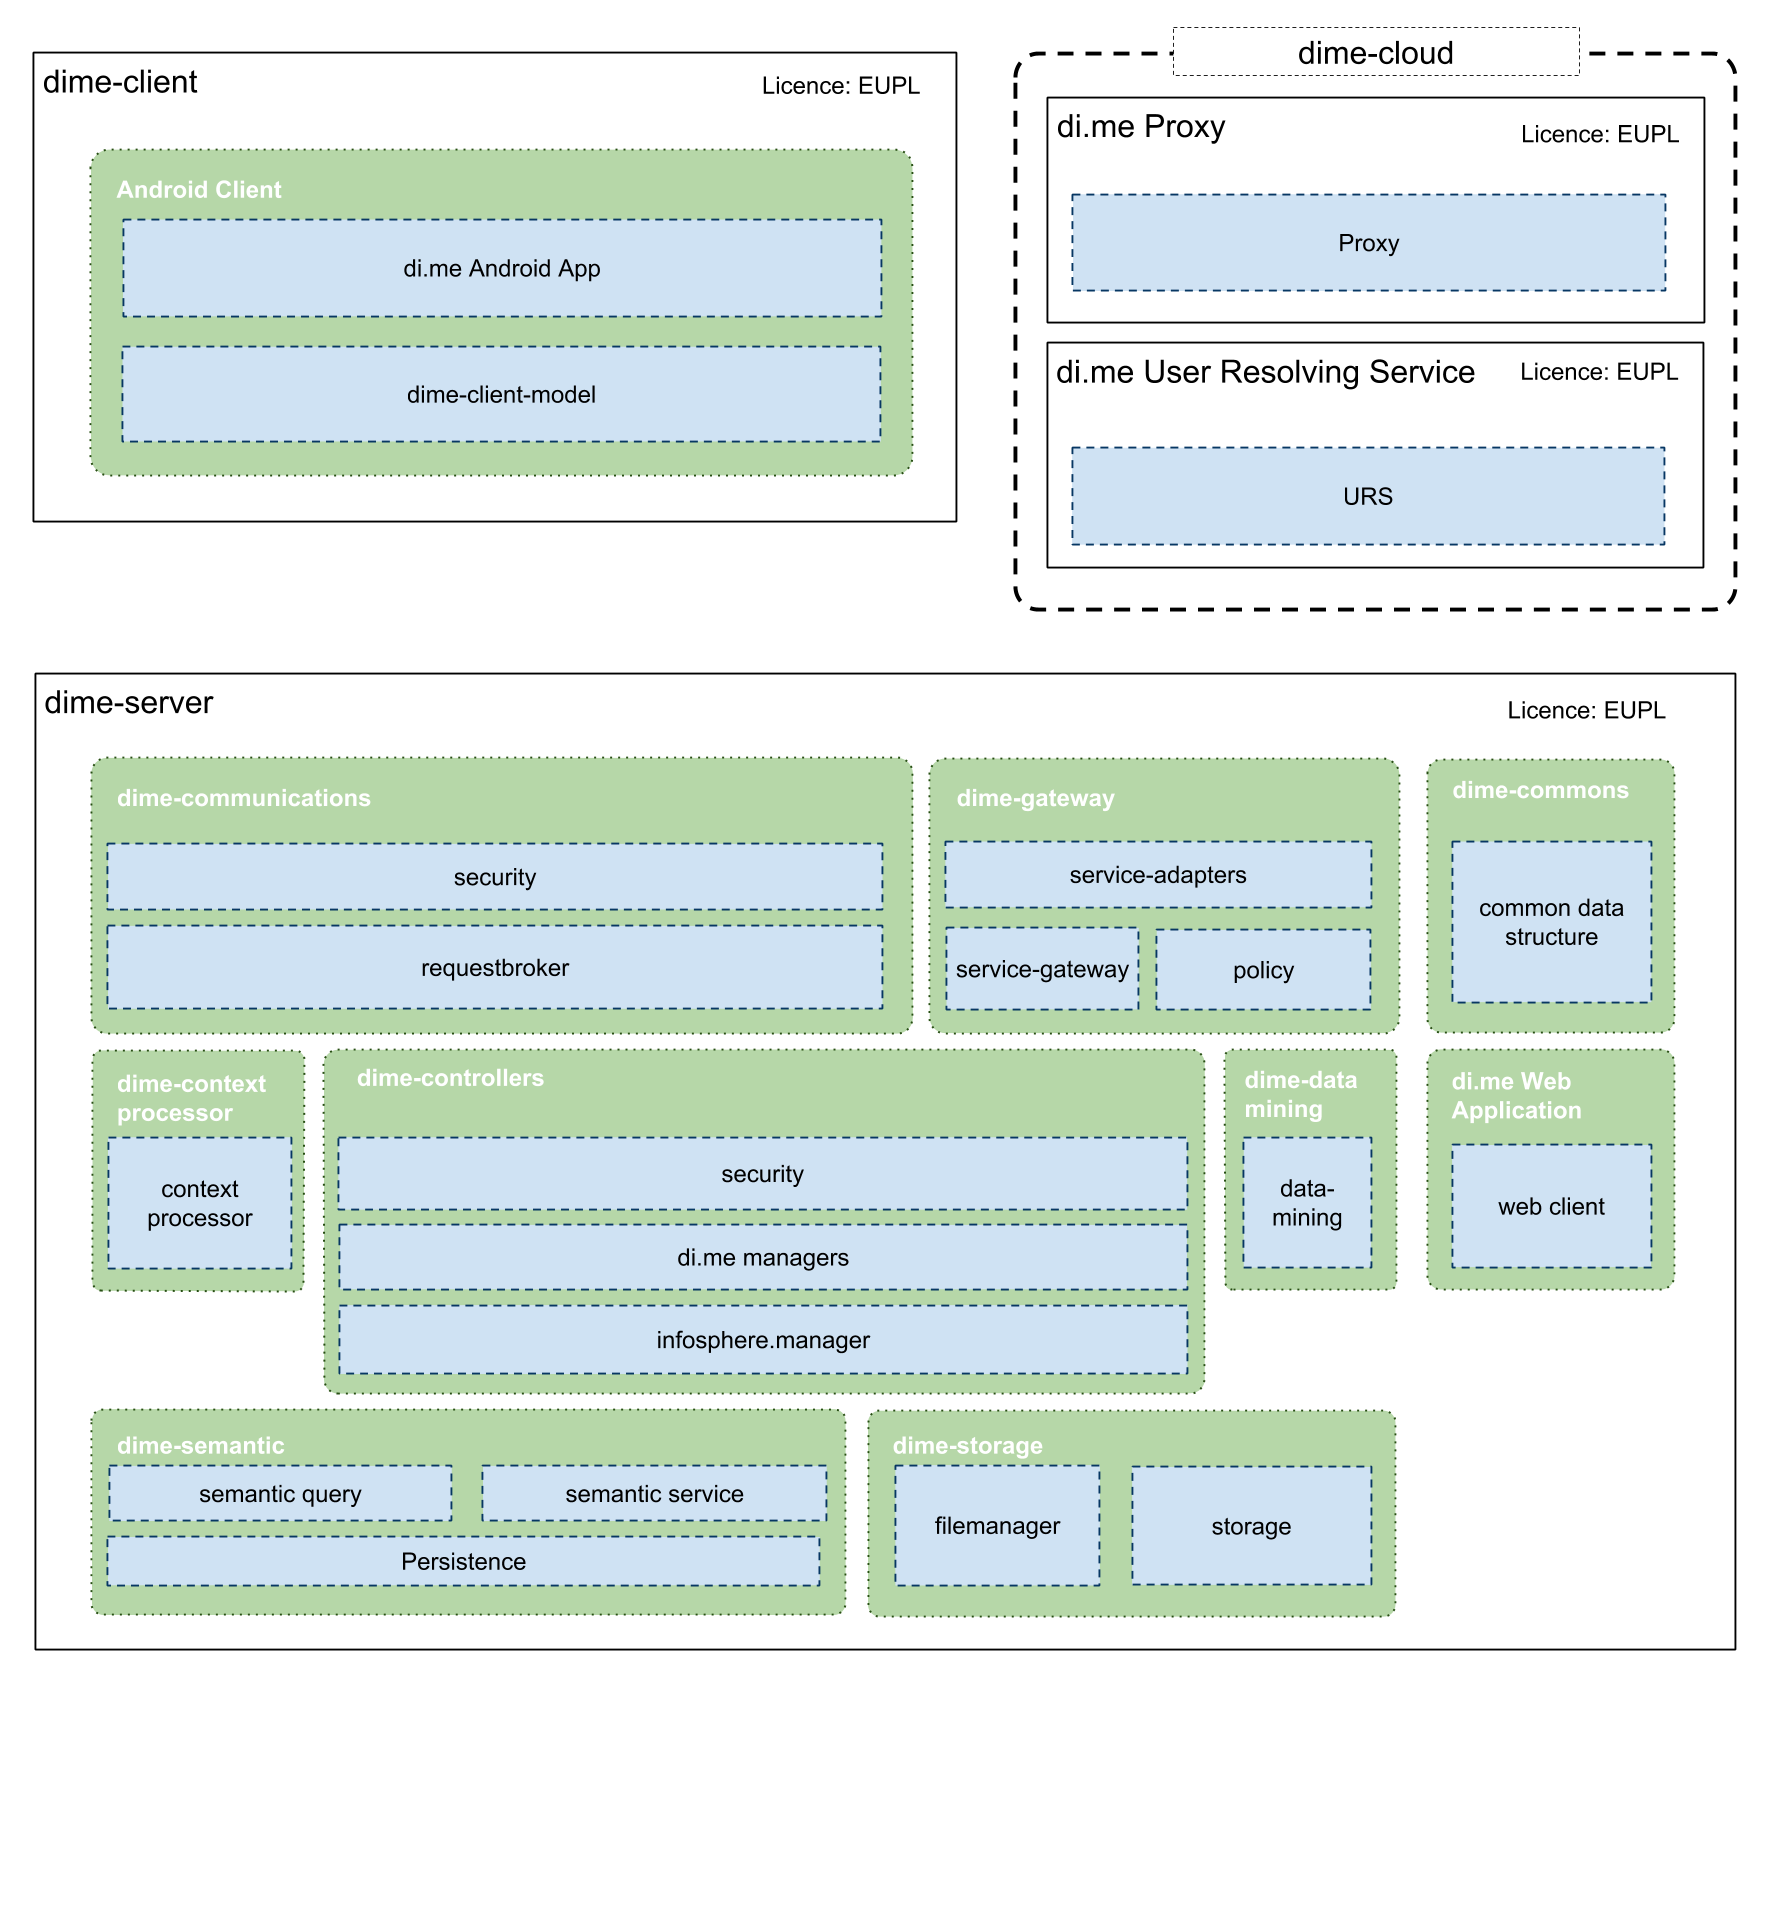 dime-client
Licence: EUPL
Android Client
di.me Android App
dime-client-model
dime-cloud
di.me Proxy
Licence: EUPL
Proxy
di.me User Resolving Service
Licence: EUPL
URS
dime-server
Licence: EUPL
dime-communications
security
requestbroker
dime-gateway
service-adapters
service-gateway
policy
dime-commons
common data
structure
dime-context
processor
context
processor
dime-controllers
security
di.me managers
infosphere.manager
dime-data
mining
data-
mining
di.me Web
Application
web client
dime-semantic
semantic query
semantic service
Persistence
dime-storage
filemanager
storage